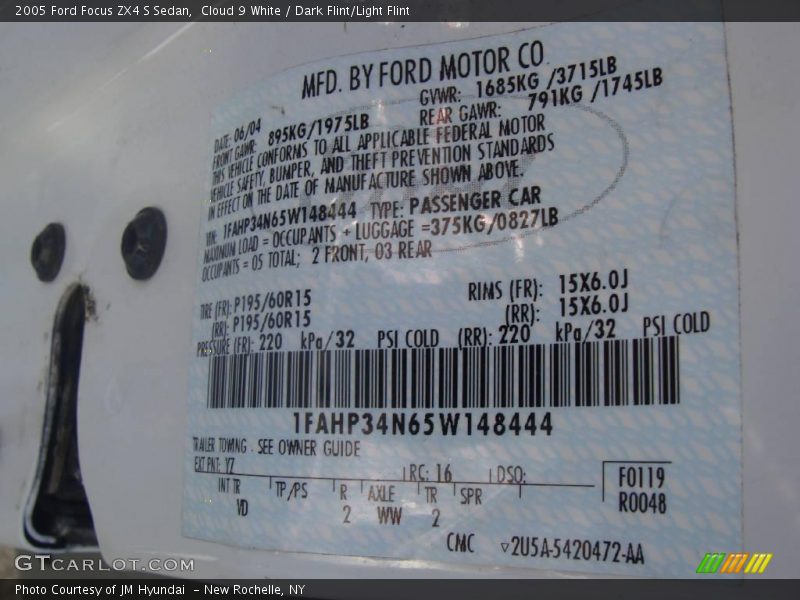 2005 Ford Focus ZX4 S Sedan,  Cloud 9 White / Dark Flint/Light Flint
MFD. BY FORD MOTOR CO
DATE: 06/04 GVWR: 1685KG /3715LB
FRONT GAWR: 895KG/1975LB REAR GAWR: 791KG /1745LB
THIS VEHICLE CONFORMS TO ALL APPLICABLE FEDERAL MOTOR
VEHICLE SAFETY, BUMPER, AND THEFT PREVENTION STANDARDS
IN EFFECT ON THE DATE OF MANUFACTURE SHOWN ABOVE.
VIN: 1FAHP34N65W148444 TYPE: PASSENGER CAR
MAXIMUM LOAD = OCCUPANTS + LUGGAGE =375KG/0827LB
OCCUPANTS = 05 TOTAL; 2 FRONT, 03 REAR
TIRE (FR): P195/60R15 RIMS (FR): 15X6.0J
(RR): P195/60R15 (RR): 15X6.0J
PRESSURE (FR): 220 kPa/32 PSI COLD (RR): 220 kPa/32 PSI COLD
1FAHP34N65W148444
TRAILER TOWING . SEE OWNER GUIDE
EXT PNT: YZ RC: 16 DSO: F0119
INT TR TP/PS R AXLE TR SPR R0048
VD 2 WW 2
CMC ▽2U5A-5420472-AA
GTCARLOT.COM
Photo Courtesy of JM Hyundai  - New Rochelle, NY